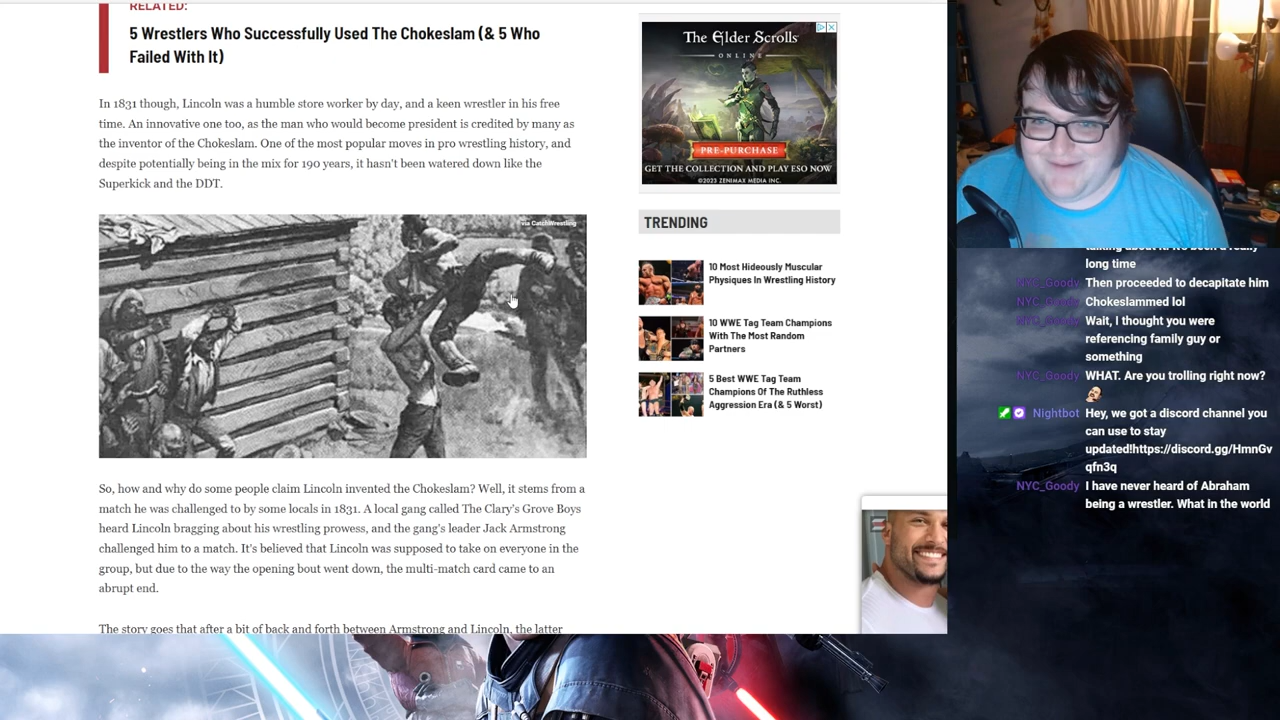 RELATED:
5 Wrestlers Who Successfully Used The Chokeslam (& 5 Who
Failed With It)
In 1831 though, Lincoln was a humble store worker by day, and a keen wrestler in his free
time. An innovative one too, as the man who would become president is credited by many as
the inventor of the Chokeslam. One of the most popular moves in pro wrestling history, and
despite potentially being in the mix for 190 years, it hasn't been watered down like the
Superkick and the DDT.
via CatchWrestling
So, how and why do some people claim Lincoln invented the Chokeslam? Well, it stems from a
match he was challenged to by some locals in 1831. A local gang called The Clary's Grove Boys
heard Lincoln bragging about his wrestling prowess, and the gang's leader Jack Armstrong
challenged him to a match. It's believed that Lincoln was supposed to take on everyone in the
group, but due to the way the opening bout went down, the multi-match card came to an
abrupt end.
The story goes that after a bit of back and forth between Armstrong and Lincoln, the latter
The Elder Scrolls
ONLINE
PRE-PURCHASE
GET THE COLLECTION AND PLAY ESO NOW
©2023 ZENIMAX MEDIA INC.
TRENDING
10 Most Hideously Muscular
Physiques In Wrestling History
10 WWE Tag Team Champions
With The Most Random
Partners
5 Best WWE Tag Team
Champions Of The Ruthless
Aggression Era (& 5 Worst)
long time
NYC_Goody Then proceeded to decapitate him
NYC_Goody Chokeslammed lol
NYC_Goody Wait, I thought you were
referencing family guy or
something
NYC_Goody WHAT. Are you trolling right now?
Nightbot Hey, we got a discord channel you
can use to stay
updated!https://discord.gg/HmnGv
qfn3q
NYC_Goody I have never heard of Abraham
being a wrestler. What in the world